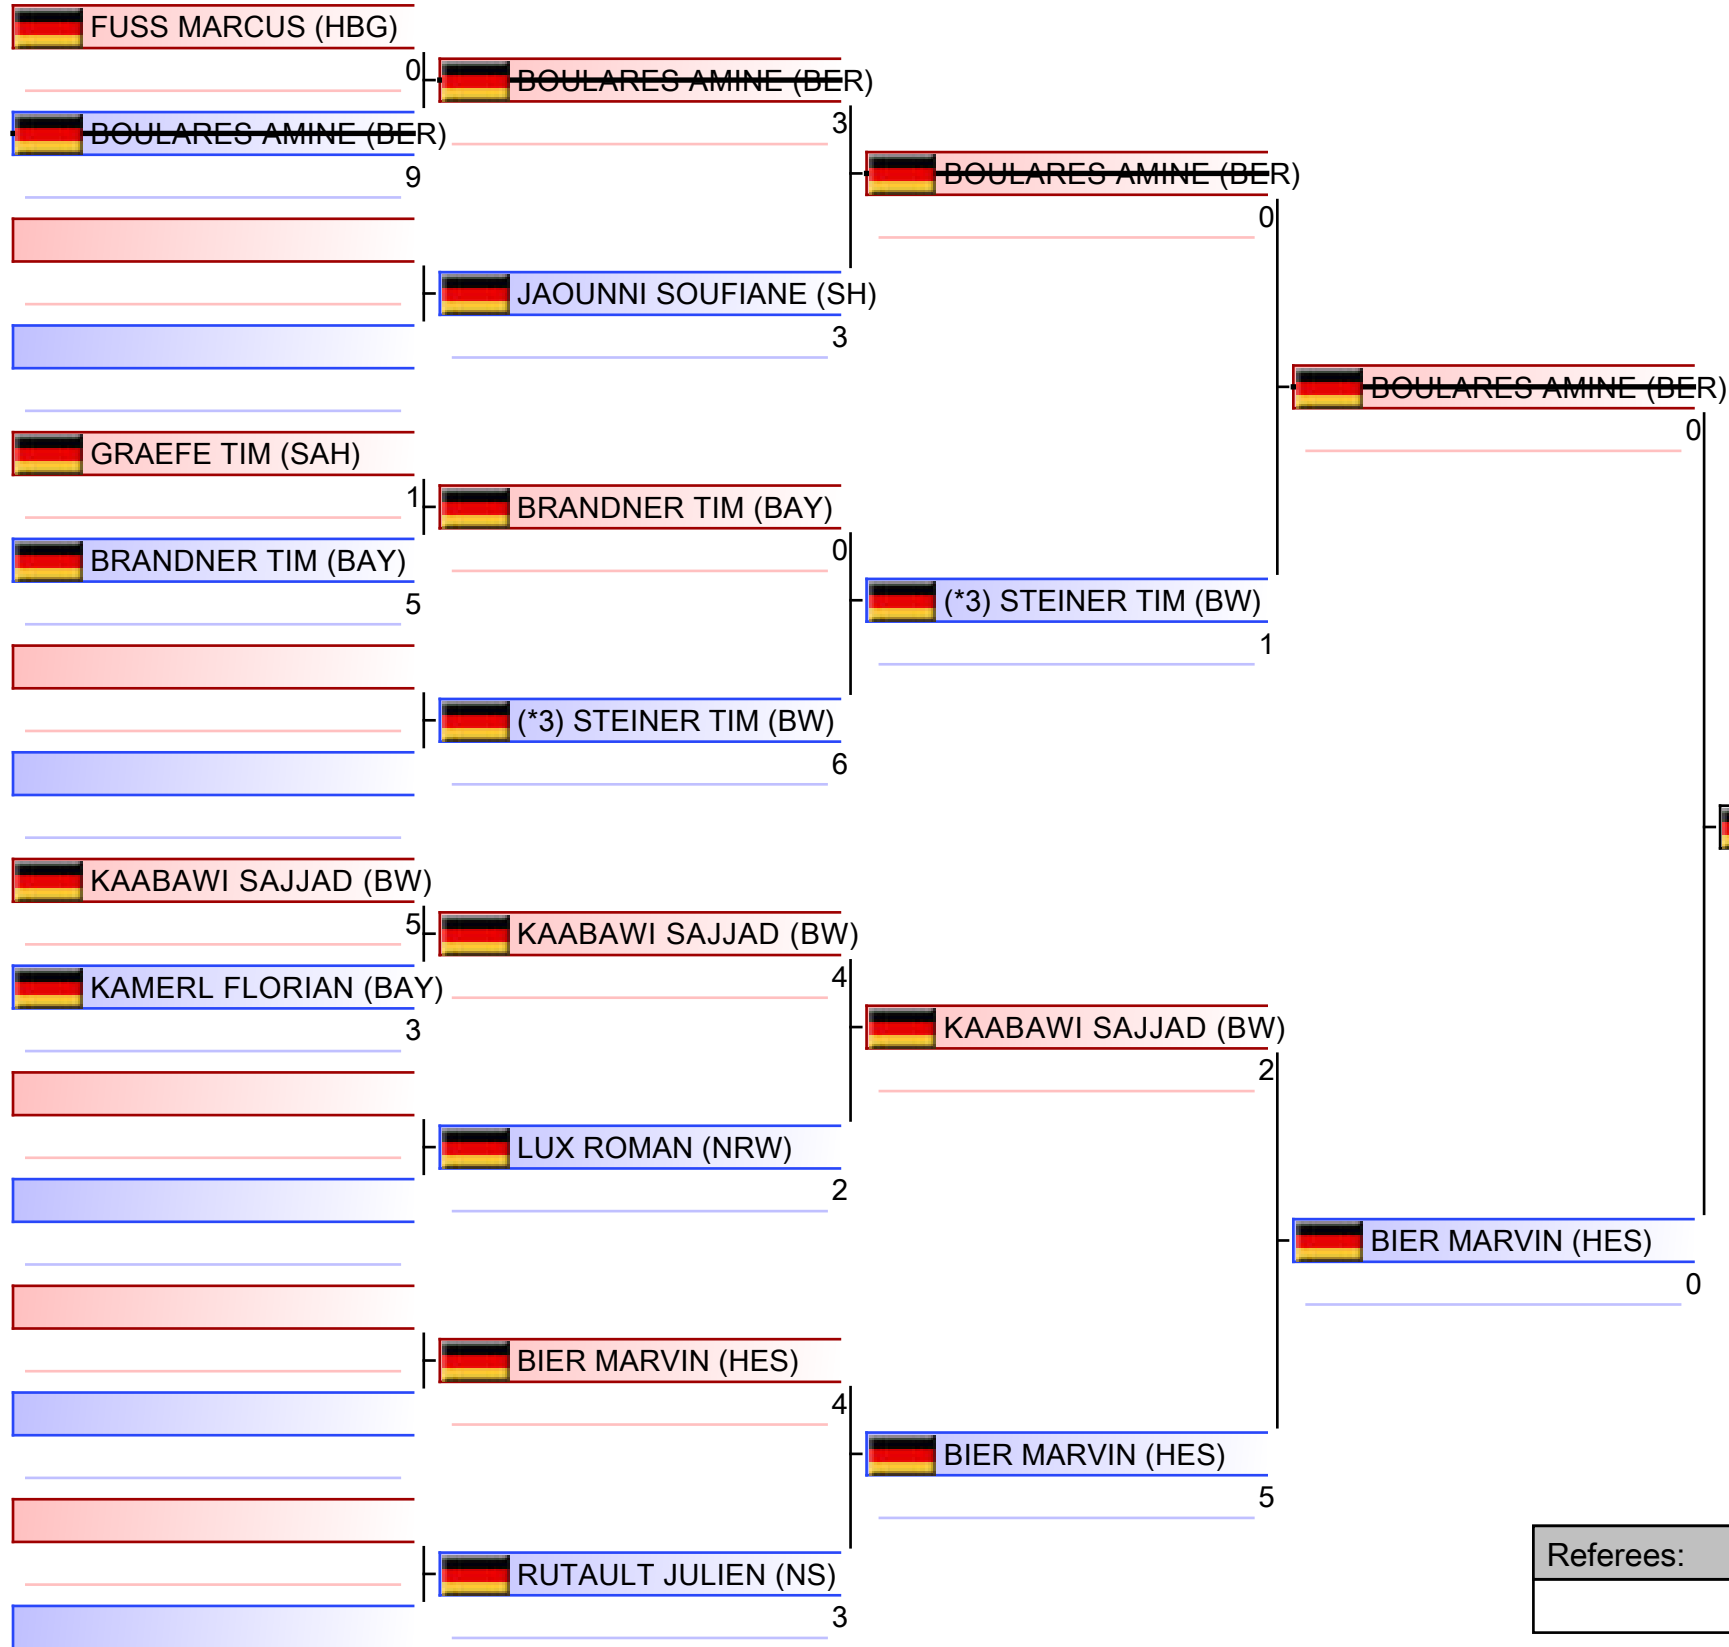 FUSS MARCUS (HBG)
0
BOULARES AMINE (BER)
9
GRAEFE TIM (SAH)
1
BRANDNER TIM (BAY)
5
KAABAWI SAJJAD (BW)
5
KAMERL FLORIAN (BAY)
3
BOULARES AMINE (BER)
3
JAOUNNI SOUFIANE (SH)
3
BRANDNER TIM (BAY)
0
(*3) STEINER TIM (BW)
6
KAABAWI SAJJAD (BW)
4
LUX ROMAN (NRW)
2
BIER MARVIN (HES)
4
RUTAULT JULIEN (NS)
3
BOULARES AMINE (BER)
0
(*3) STEINER TIM (BW)
1
KAABAWI SAJJAD (BW)
2
BIER MARVIN (HES)
5
BOULARES AMINE (BER)
0
BIER MARVIN (HES)
0
Referees: